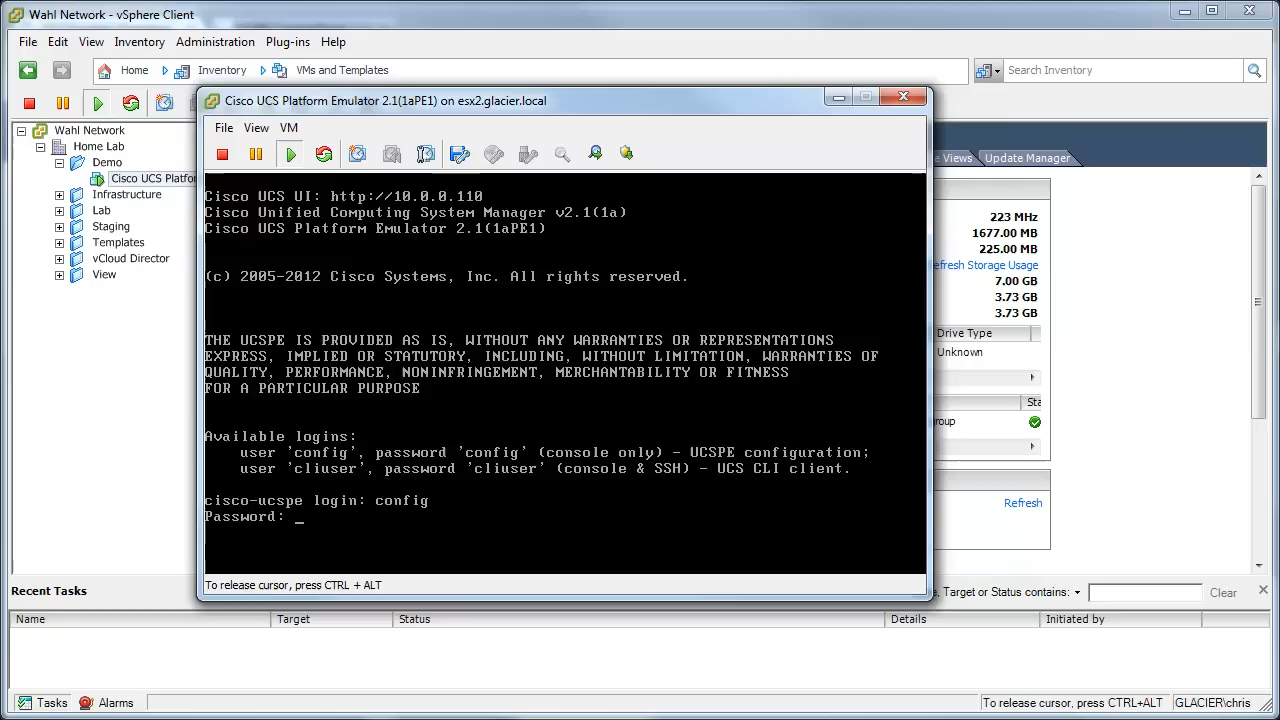 Wahl Network - vSphere Client
File Edit View Inventory Administration Plug-ins Help
Home Inventory VMs and Templates
Search Inventory
Wahl Network
Home Lab
Demo
Cisco UCS Platfor
Infrastructure
Lab
Staging
Templates
vCloud Director
View
Cisco UCS Platform Emulator 2.1(1aPE1) on esx2.glacier.local
File View VM
Cisco UCS UI: http://10.0.0.110
Cisco Unified Computing System Manager v2.1(1a)
Cisco UCS Platform Emulator 2.1(1aPE1)
(c) 2005-2012 Cisco Systems, Inc. All rights reserved.
THE UCSPE IS PROVIDED AS IS, WITHOUT ANY WARRANTIES OR REPRESENTATIONS
EXPRESS, IMPLIED OR STATUTORY, INCLUDING, WITHOUT LIMITATION, WARRANTIES OF
QUALITY, PERFORMANCE, NONINFRINGEMENT, MERCHANTABILITY OR FITNESS
FOR A PARTICULAR PURPOSE
Available logins:
user 'config', password 'config' (console only) - UCSPE configuration;
user 'cliuser', password 'cliuser' (console & SSH) - UCS CLI client.
cisco-ucspe login: config
Password: _
To release cursor, press CTRL + ALT
e Views Update Manager
223 MHz
1677.00 MB
225.00 MB
efresh Storage Usage
7.00 GB
3.73 GB
3.73 GB
Drive Type
Unknown
Sta
roup
Refresh
Recent Tasks
e, Target or Status contains: Clear
Name Target Status Details Initiated by
Tasks Alarms To release cursor, press CTRL+ALT GLACIER\chris